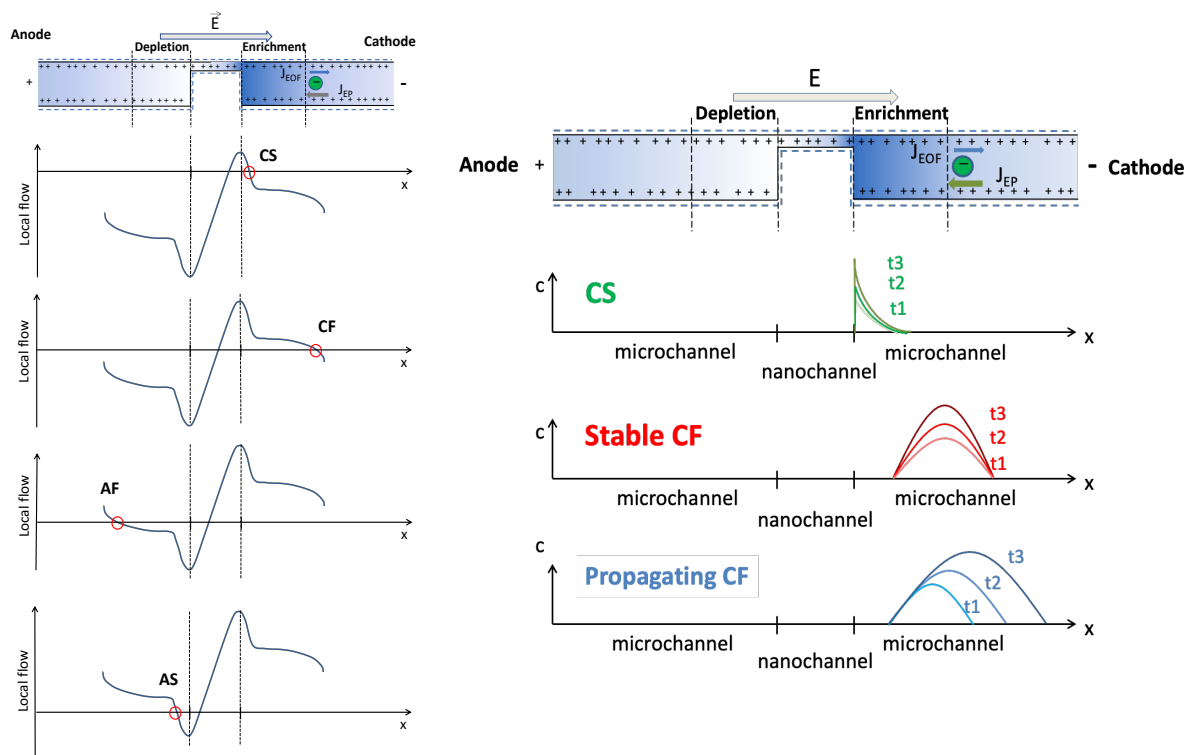 E
Anode
Depletion
Enrichment
Cathode
+ + + + + + + + + + + + + + + + + + + + + + + + + + + + + +
J_EOF
+
−
-
J_EP
Local flow
CS
x
Local flow
CF
x
Local flow
AF
x
Local flow
AS
x
E
Depletion
Enrichment
Anode
+
J_EOF
−
J_EP
-
Cathode
c
CS
t3
t2
t1
x
microchannel
nanochannel
microchannel
c
Stable CF
t3
t2
t1
x
microchannel
nanochannel
microchannel
c
Propagating CF
t3
t2
t1
x
microchannel
nanochannel
microchannel